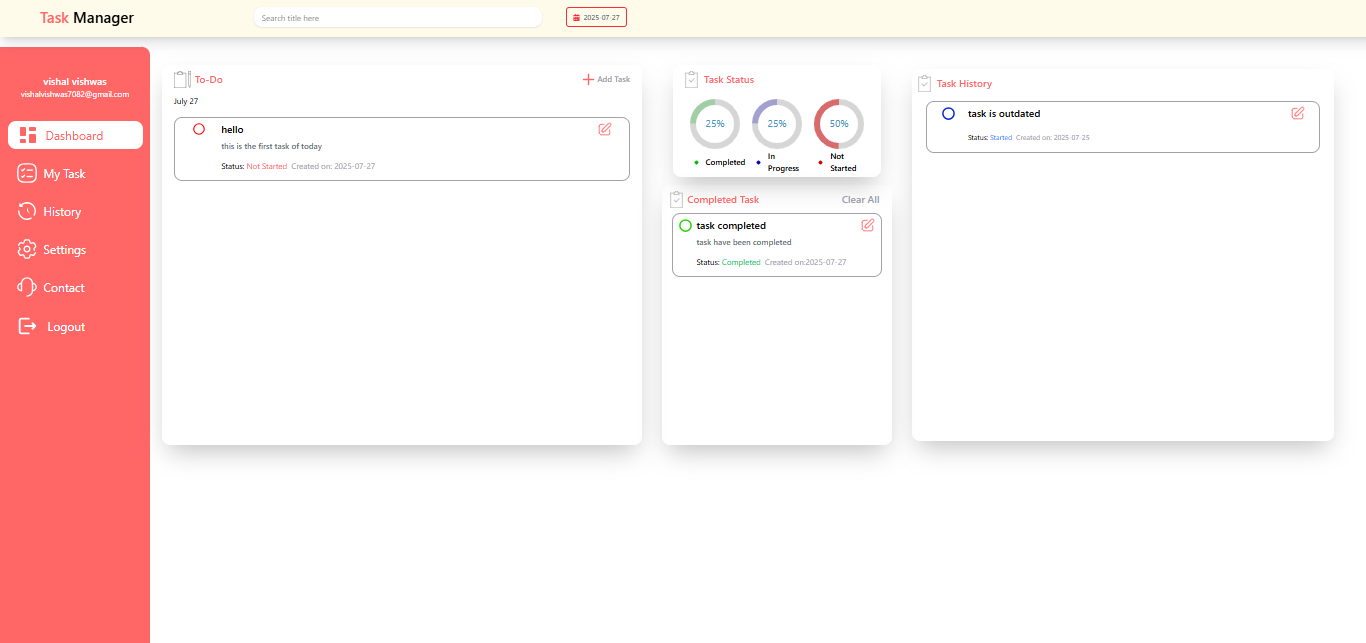 Task Manager
Search title here
2025-07-27
vishal vishwas
vishalvishwas7082@gmail.com
Dashboard
My Task
History
Settings
Contact
Logout
To-Do
Add Task
July 27
hello
this is the first task of today
Status: Not Started Created on: 2025-07-27
Task Status
25%
25%
50%
Completed
In
Progress
Not
Started
Completed Task
Clear All
task completed
task have been completed
Status: Completed Created on:2025-07-27
Task History
task is outdated
Status: Started Created on: 2025-07-25